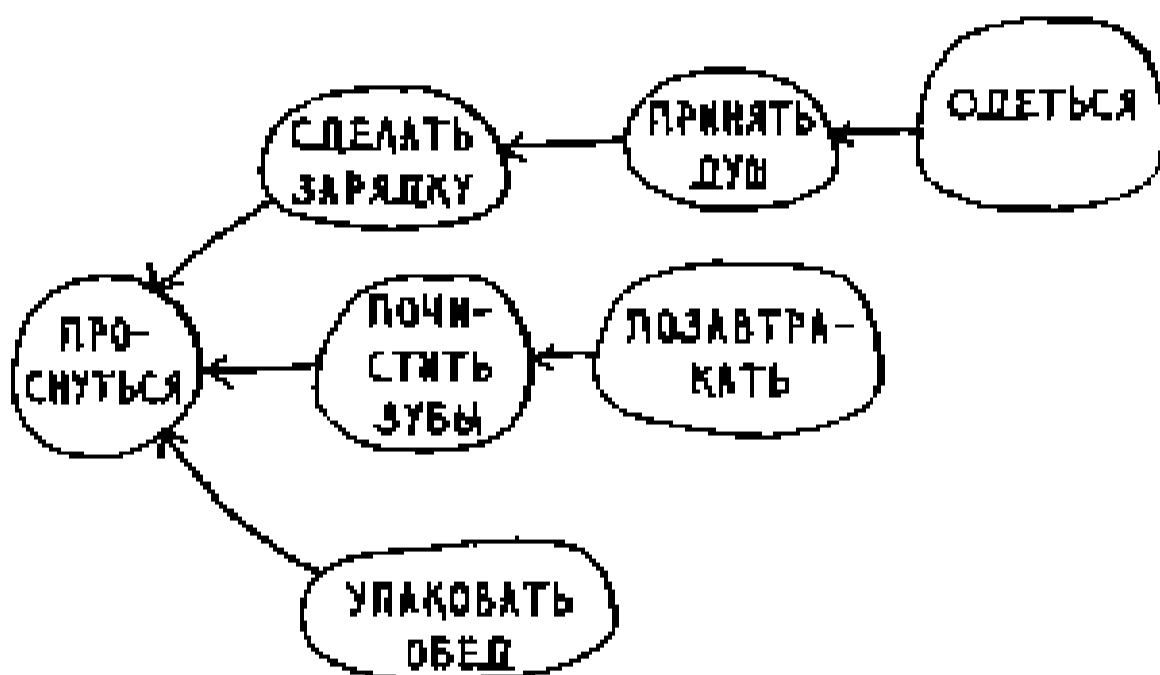 СДЕЛАТЬ
ЗАРЯДКУ
ПРИНЯТЬ
ДУШ
ОДЕТЬСЯ
ПРО-
СНУТЬСЯ
ПОЧИ-
СТИТЬ
ЗУБЫ
ПОЗАВТРА-
КАТЬ
УПАКОВАТЬ
ОБЕД